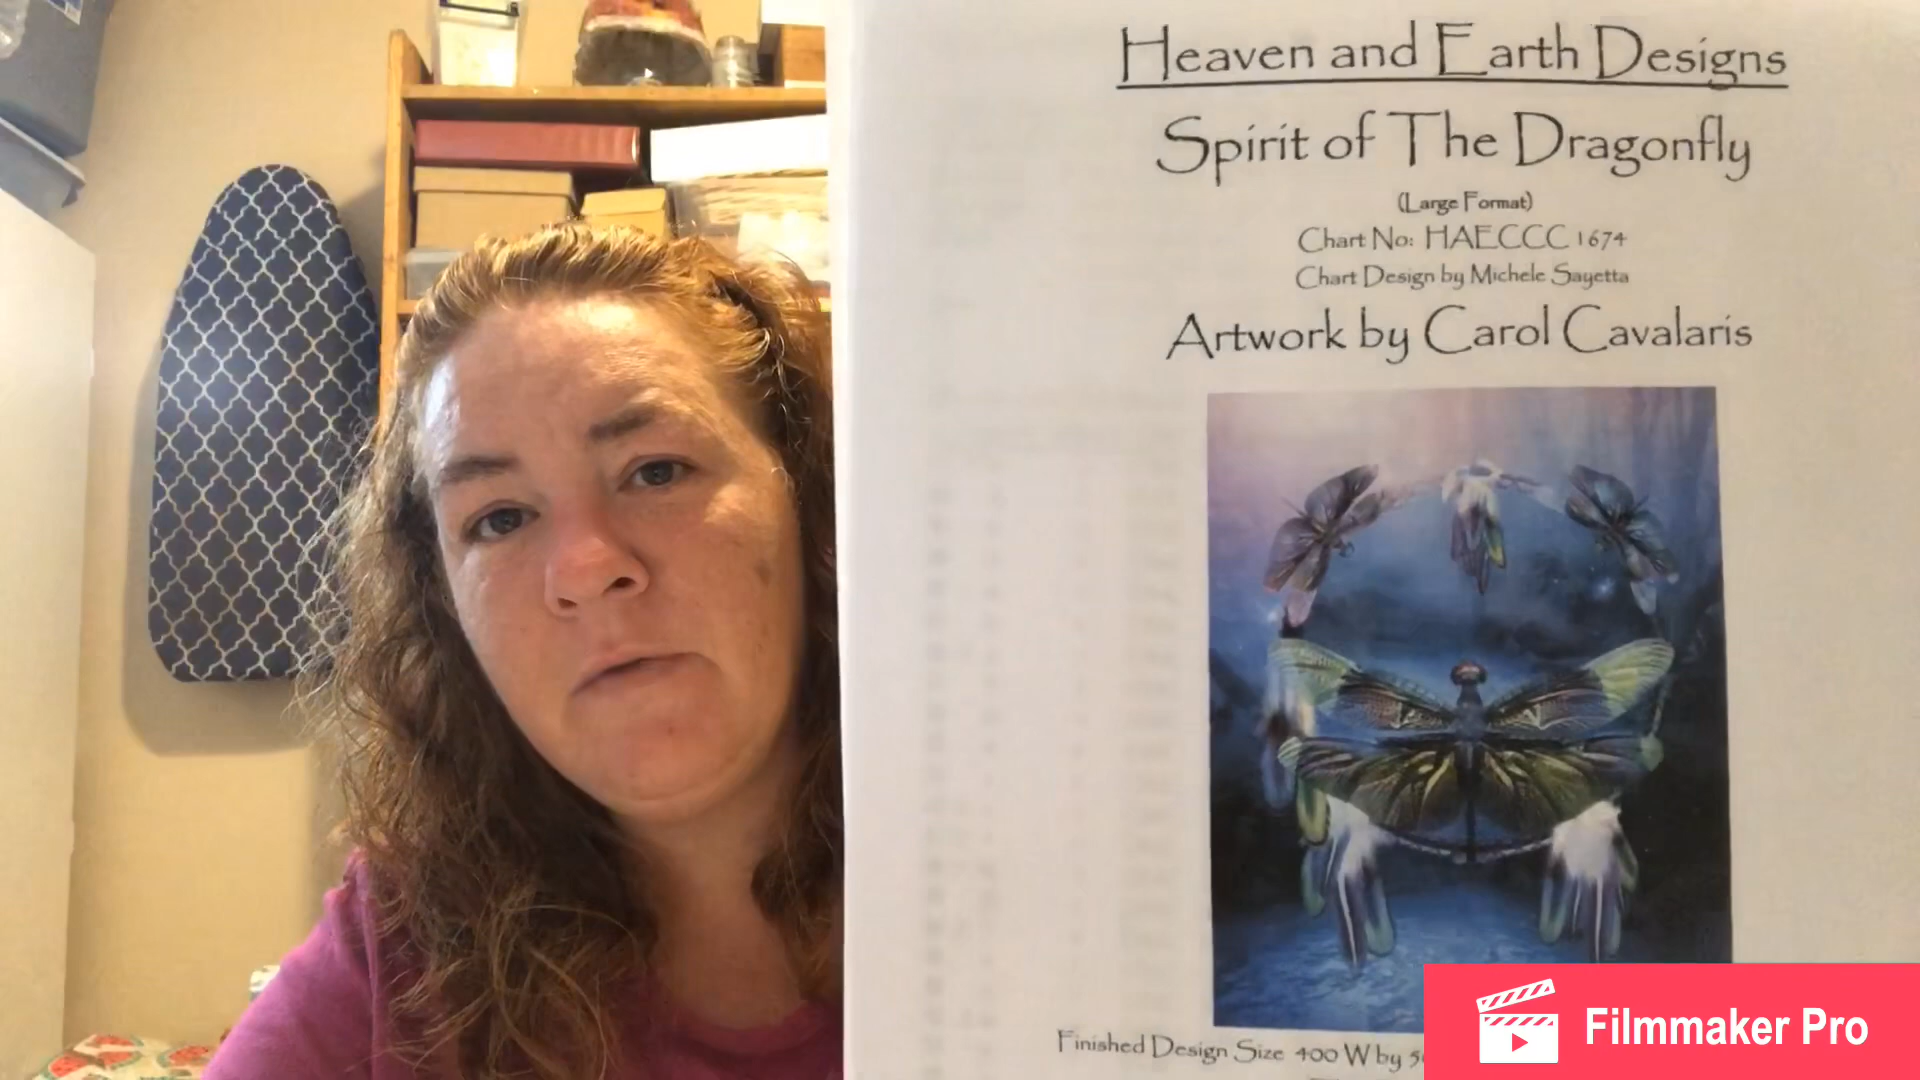 Heaven and Earth Designs
Spirit of The Dragonfly
(Large Format)
Chart No: HAECCC 1674
Chart Design by Michele Sayetta
Artwork by Carol Cavalaris
Finished Design Size 400 W by
Filmmaker Pro